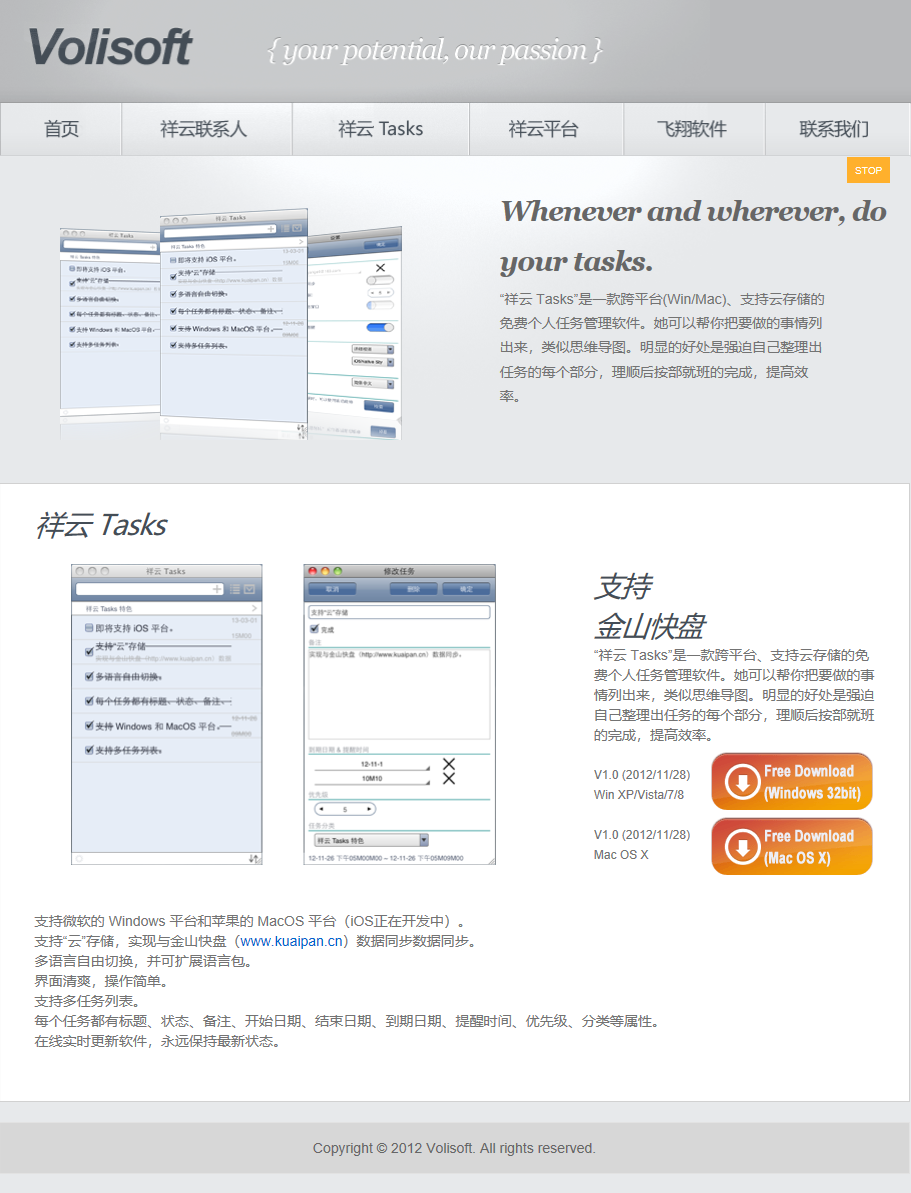 Volisoft
{ your potential, our passion }
首页
祥云联系人
祥云 Tasks
祥云平台
飞翔软件
联系我们
STOP
Whenever and wherever, do
your tasks.
“祥云 Tasks”是一款跨平台(Win/Mac)、支持云存储的
免费个人任务管理软件。她可以帮你把要做的事情列
出来，类似思维导图。明显的好处是强迫自己整理出
任务的每个部分，理顺后按部就班的完成，提高效
率。
祥云 Tasks
祥云 Tasks
祥云 Tasks 特色
即将支持 iOS 平台。
13-03-01
15M00
支持“云”存储
实现与金山快盘（http://www.kuaipan.cn）数据
多语言自由切换。
每个任务都有标题、状态、备注、
支持 Windows 和 MacOS 平台。
支持多任务列表。
修改任务
取消
删除
确定
支持“云”存储
完成
备注
实现与金山快盘（http://www.kuaipan.cn）数据同步。
到期日期 & 提醒时间
12-11-1
10M10
优先级
5
任务分类
祥云 Tasks 特色
12-11-26 下午05M00M00 ~ 12-11-26 下午05M09M00
支持
金山快盘
“祥云 Tasks”是一款跨平台、支持云存储的免
费个人任务管理软件。她可以帮你把要做的事
情列出来，类似思维导图。明显的好处是强迫
自己整理出任务的每个部分，理顺后按部就班
的完成，提高效率。
V1.0 (2012/11/28)
Win XP/Vista/7/8
Free Download
(Windows 32bit)
V1.0 (2012/11/28)
Mac OS X
Free Download
(Mac OS X)
支持微软的 Windows 平台和苹果的 MacOS 平台（iOS正在开发中）。
支持“云”存储，实现与金山快盘（www.kuaipan.cn）数据同步数据同步。
多语言自由切换，并可扩展语言包。
界面清爽，操作简单。
支持多任务列表。
每个任务都有标题、状态、备注、开始日期、结束日期、到期日期、提醒时间、优先级、分类等属性。
在线实时更新软件，永远保持最新状态。
Copyright © 2012 Volisoft. All rights reserved.